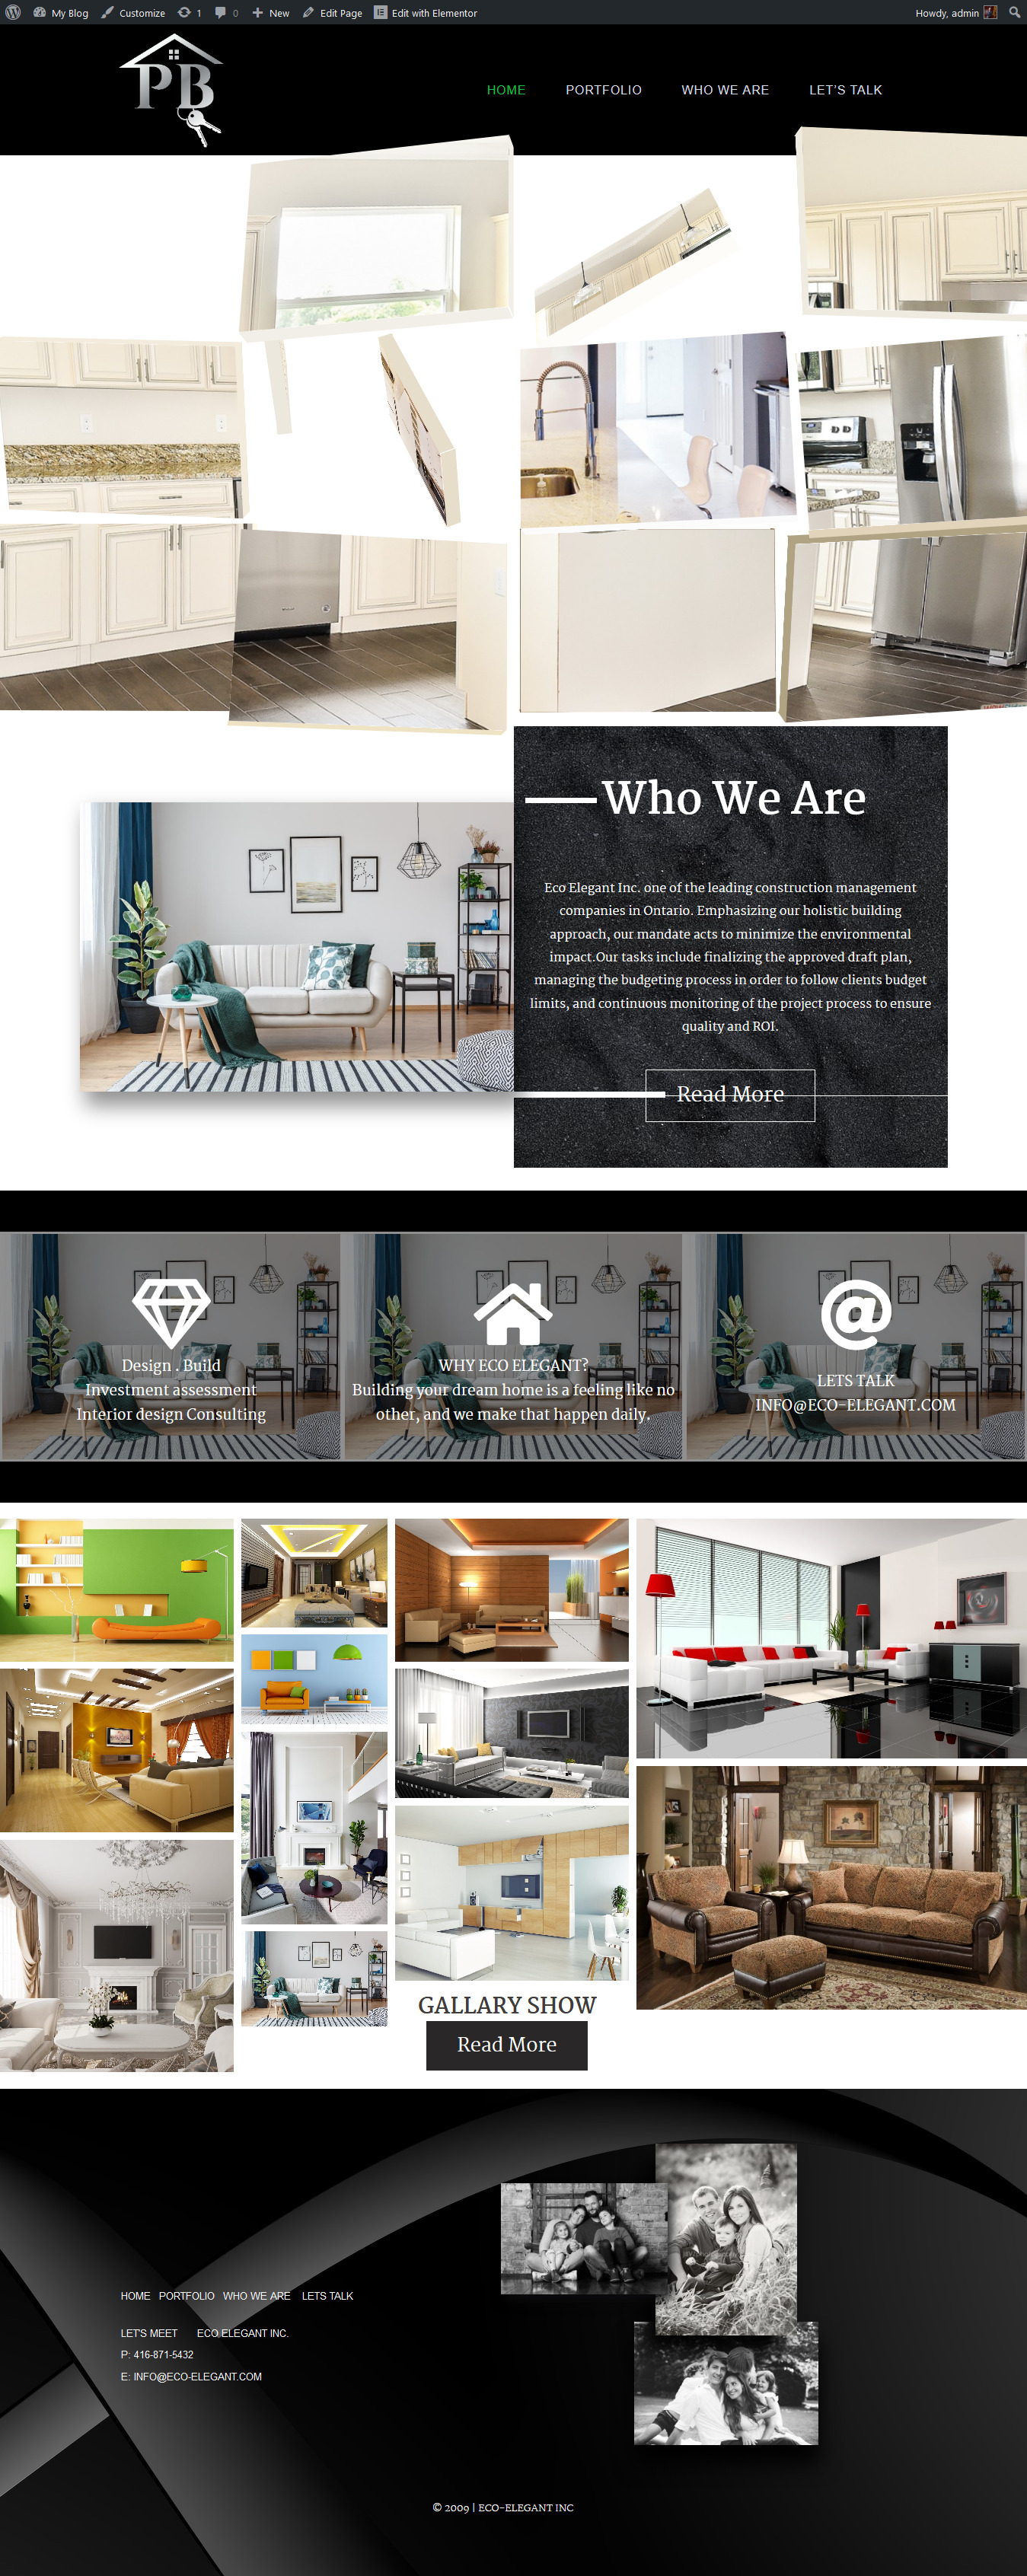 My Blog Customize 1 0 New Edit Page Edit with Elementor Howdy, admin
PB
HOME PORTFOLIO WHO WE ARE LET'S TALK
Who We Are
Eco Elegant Inc. one of the leading construction management
companies in Ontario. Emphasizing our holistic building
approach, our mandate acts to minimize the environmental
impact.Our tasks include finalizing the approved draft plan,
managing the budgeting process in order to follow clients budget
limits, and continuous monitoring of the project process to ensure
quality and ROI.
Read More
Design . Build
Investment assessment
Interior design Consulting
WHY ECO ELEGANT?
Building your dream home is a feeling like no
other, and we make that happen daily.
@
LETS TALK
INFO@ECO-ELEGANT.COM
GALLARY SHOW
Read More
HOME PORTFOLIO WHO WE ARE LETS TALK
LET'S MEET ECO ELEGANT INC.
P: 416-871-5432
E: INFO@ECO-ELEGANT.COM
© 2009 | ECO-ELEGANT INC